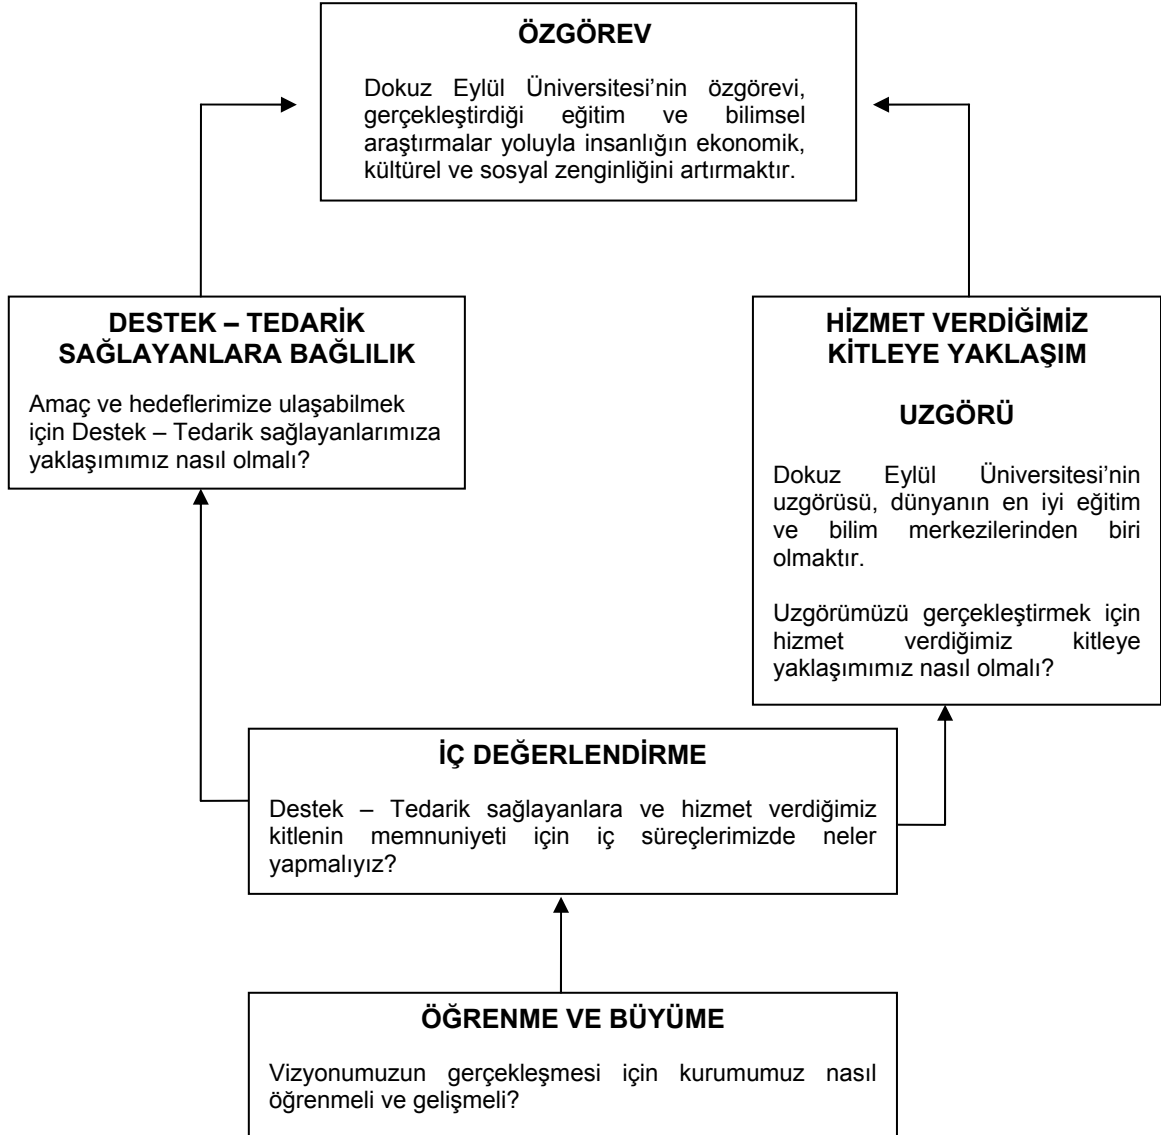 ÖZGÖREV
Dokuz Eylül Üniversitesi’nin özgörevi,
gerçekleştirdiği eğitim ve bilimsel
araştırmalar yoluyla insanlığın ekonomik,
kültürel ve sosyal zenginliğini artırmaktır.
DESTEK – TEDARİK
SAĞLAYANLARA BAĞLILIK
Amaç ve hedeflerimize ulaşabilmek
için Destek – Tedarik sağlayanlarımıza
yaklaşımımız nasıl olmalı?
HİZMET VERDİĞİMİZ
KİTLEYE YAKLAŞIM
UZGÖRÜ
Dokuz Eylül Üniversitesi’nin
uzgörüsü, dünyanın en iyi eğitim
ve bilim merkezilerinden biri
olmaktır.
Uzgörümüzü gerçekleştirmek için
hizmet verdiğimiz kitleye
yaklaşımımız nasıl olmalı?
İÇ DEĞERLENDİRME
Destek – Tedarik sağlayanlara ve hizmet verdiğimiz
kitlenin memnuniyeti için iç süreçlerimizde neler
yapmalıyız?
ÖĞRENME VE BÜYÜME
Vizyonumuzun gerçekleşmesi için kurumumuz nasıl
öğrenmeli ve gelişmeli?